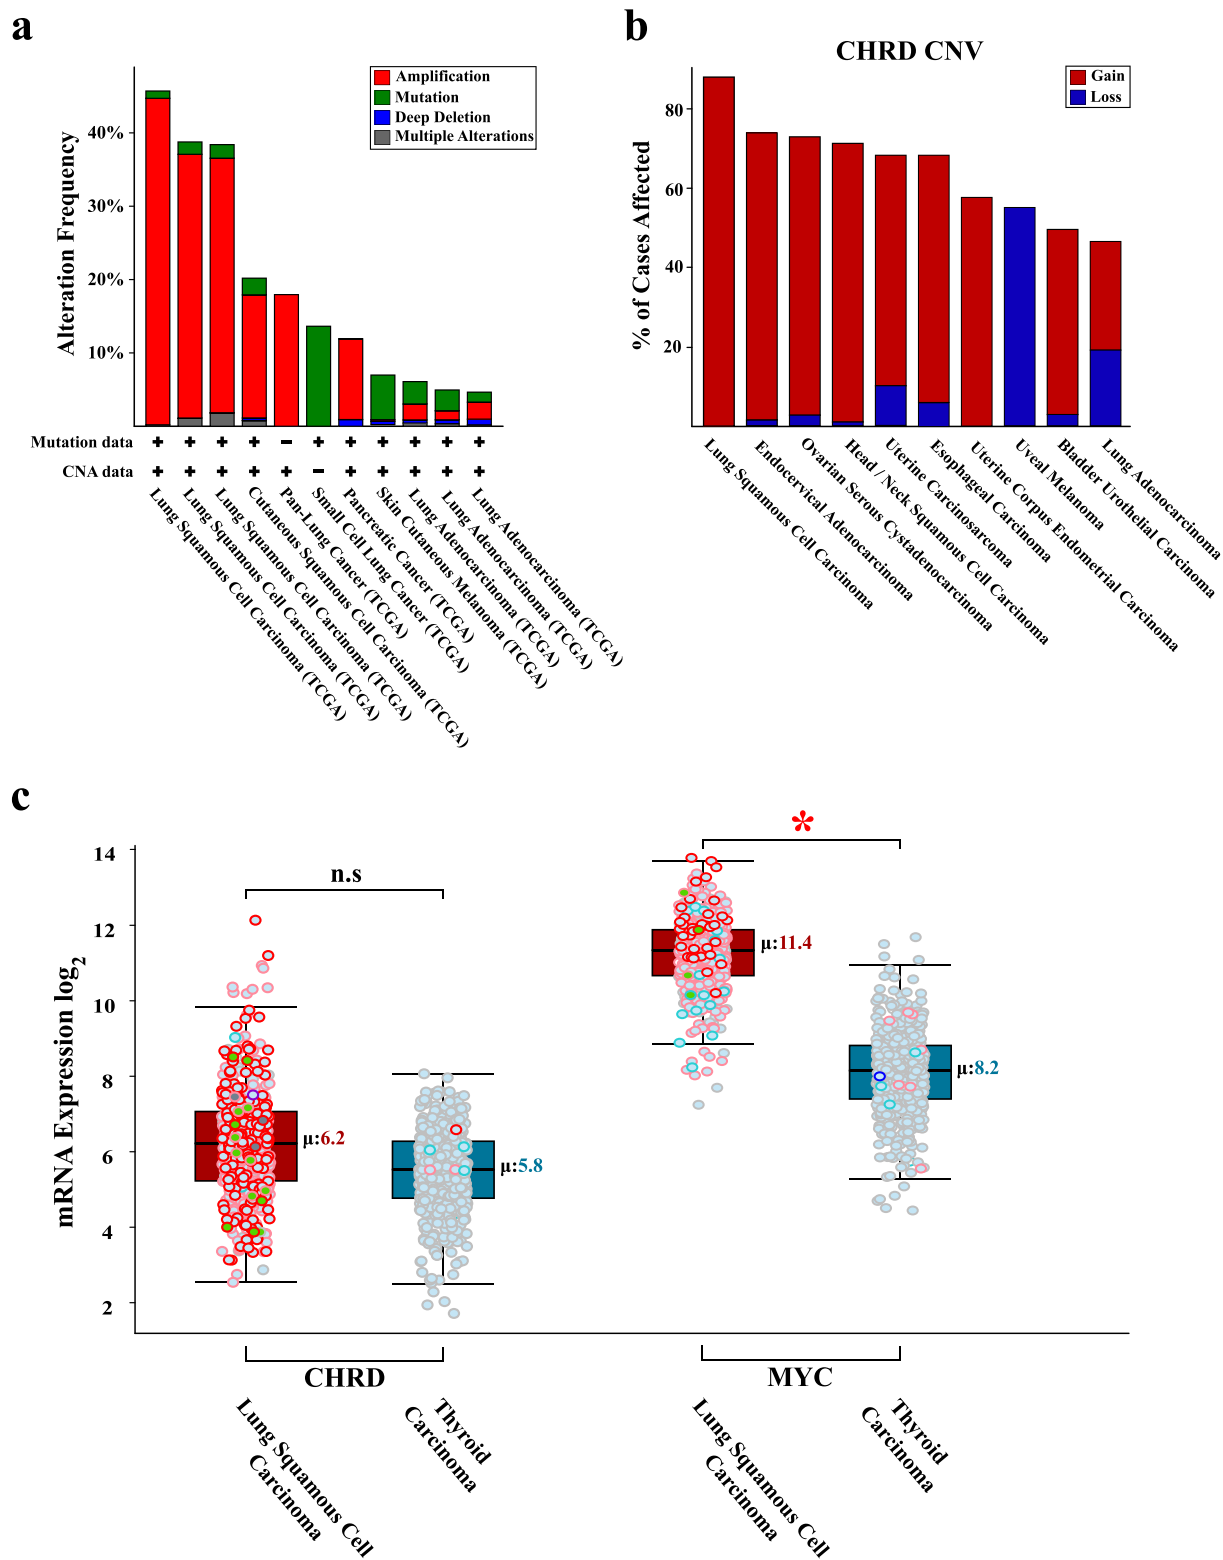 a
Alteration Frequency
40%
30%
20%
10%
Amplification
Mutation
Deep Deletion
Multiple Alterations
Mutation data + + + + − + + + + + +
CNA data + + + + + − + + + + +
Lung Squamous Cell Carcinoma (TCGA)
Lung Squamous Cell Carcinoma (TCGA)
Lung Squamous Cell Carcinoma (TCGA)
Cutaneous Squamous Cell Carcinoma (TCGA)
Pan-Lung Cancer (TCGA)
Small Cell Lung Cancer (TCGA)
Pancreatic Cancer (TCGA)
Skin Cutaneous Melanoma (TCGA)
Lung Adenocarcinoma (TCGA)
Lung Adenocarcinoma (TCGA)
Lung Adenocarcinoma (TCGA)
b
CHRD CNV
% of Cases Affected
80
60
40
20
Gain
Loss
Lung Squamous Cell Carcinoma
Endocervical Adenocarcinoma
Ovarian Serous Cystadenocarcinoma
Head / Neck Squamous Cell Carcinoma
Uterine Carcinosarcoma
Esophageal Carcinoma
Uterine Corpus Endometrial Carcinoma
Uveal Melanoma
Bladder Urothelial Carcinoma
Lung Adenocarcinoma
c
mRNA Expression log2
14
12
10
8
6
4
2
n.s
*
μ:6.2
μ:5.8
μ:11.4
μ:8.2
CHRD
MYC
Lung Squamous Cell
Carcinoma
Thyroid
Carcinoma
Lung Squamous Cell
Carcinoma
Thyroid
Carcinoma